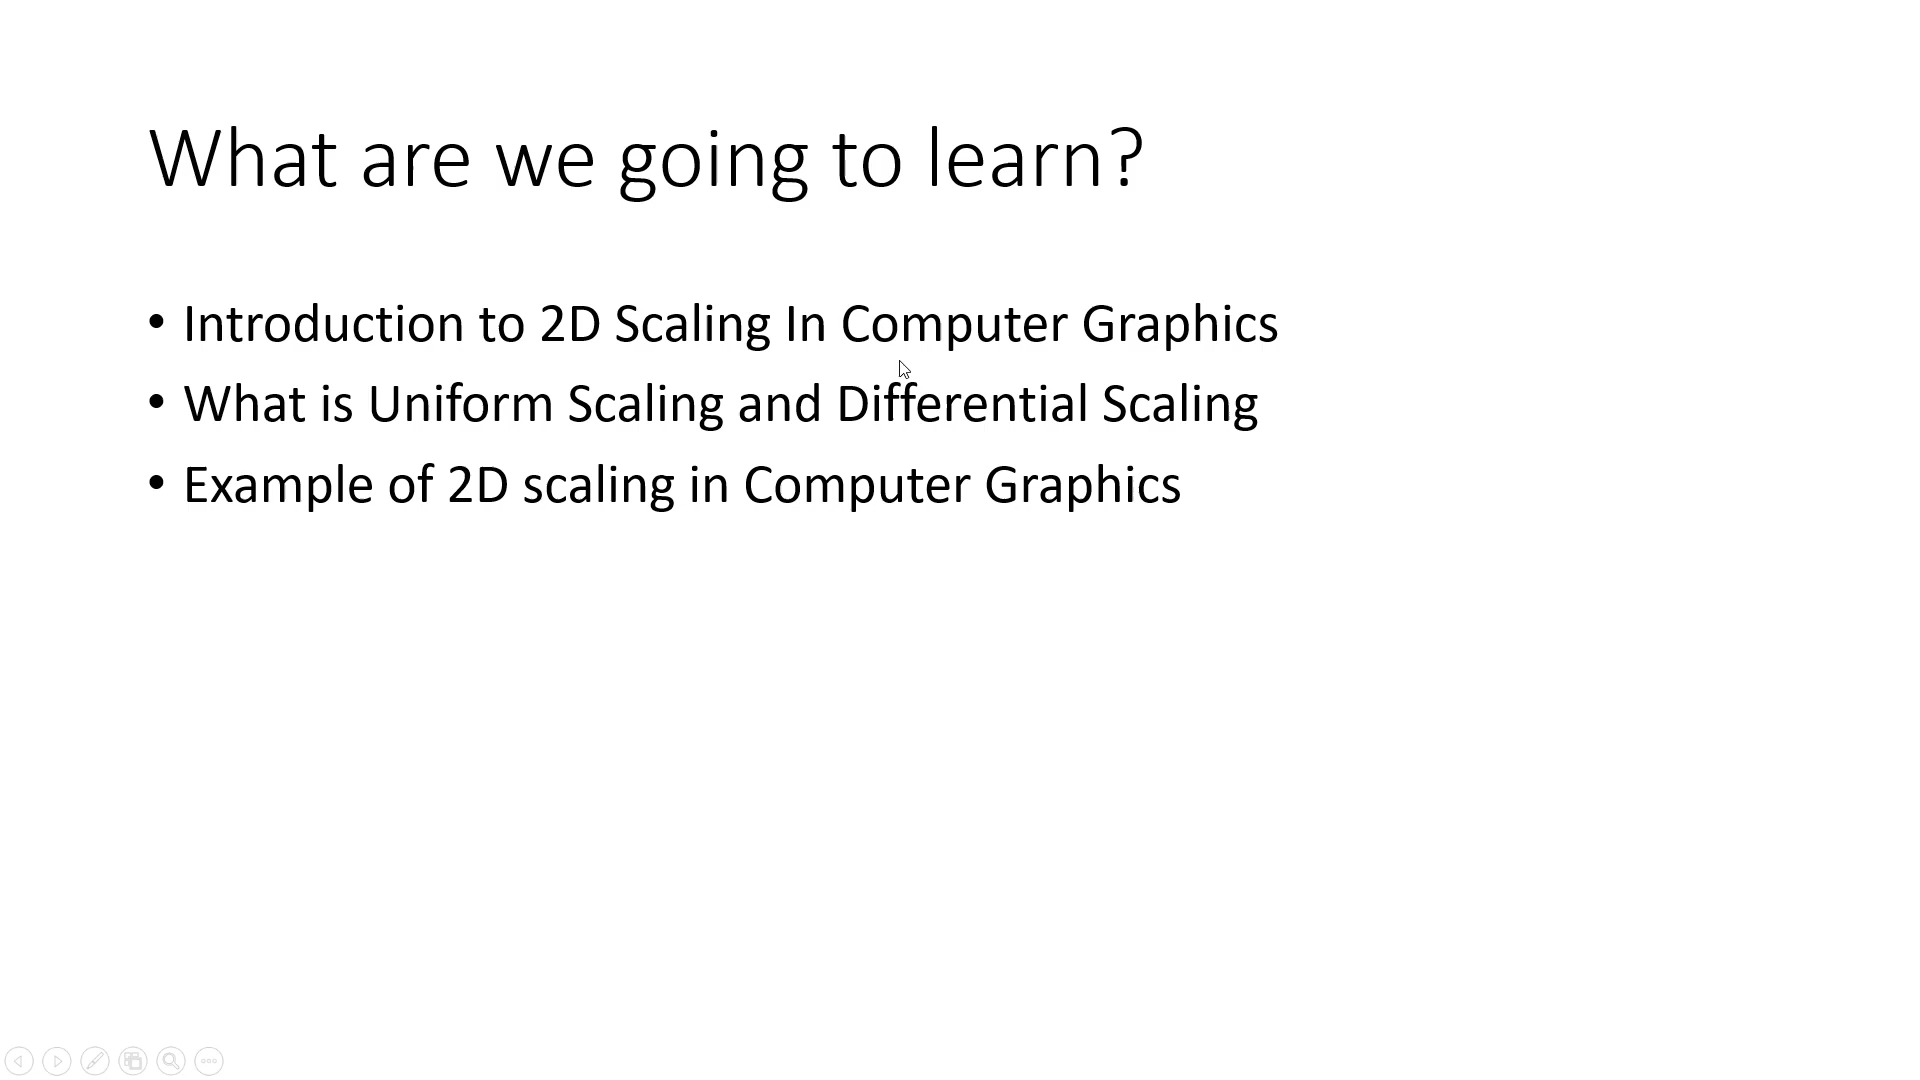 What are we going to learn?
• Introduction to 2D Scaling In Computer Graphics
• What is Uniform Scaling and Differential Scaling
• Example of 2D scaling in Computer Graphics